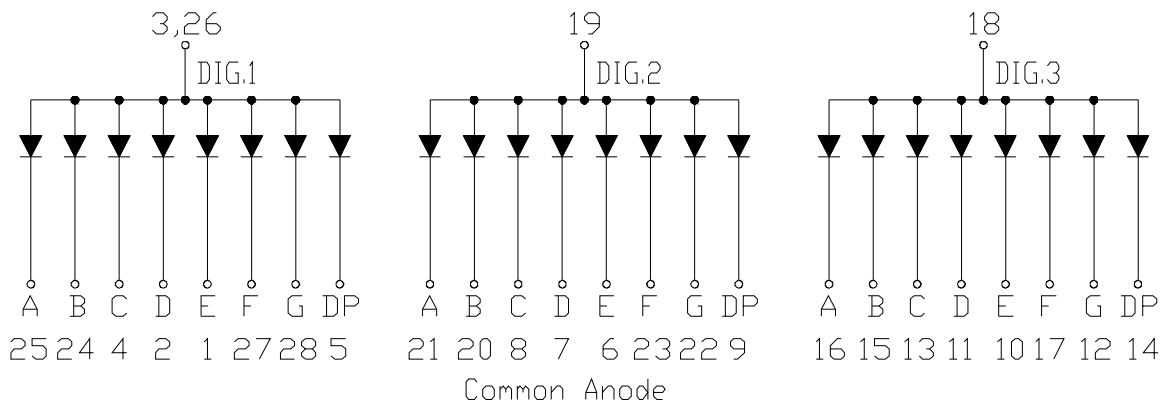 3,26 19 18
DIG.1 DIG.2 DIG.3
A B C D E F G DP A B C D E F G DP A B C D E F G DP
25 24 4 2 1 27 28 5 21 20 8 7 6 23 22 9 16 15 13 11 10 17 12 14
Common Anode